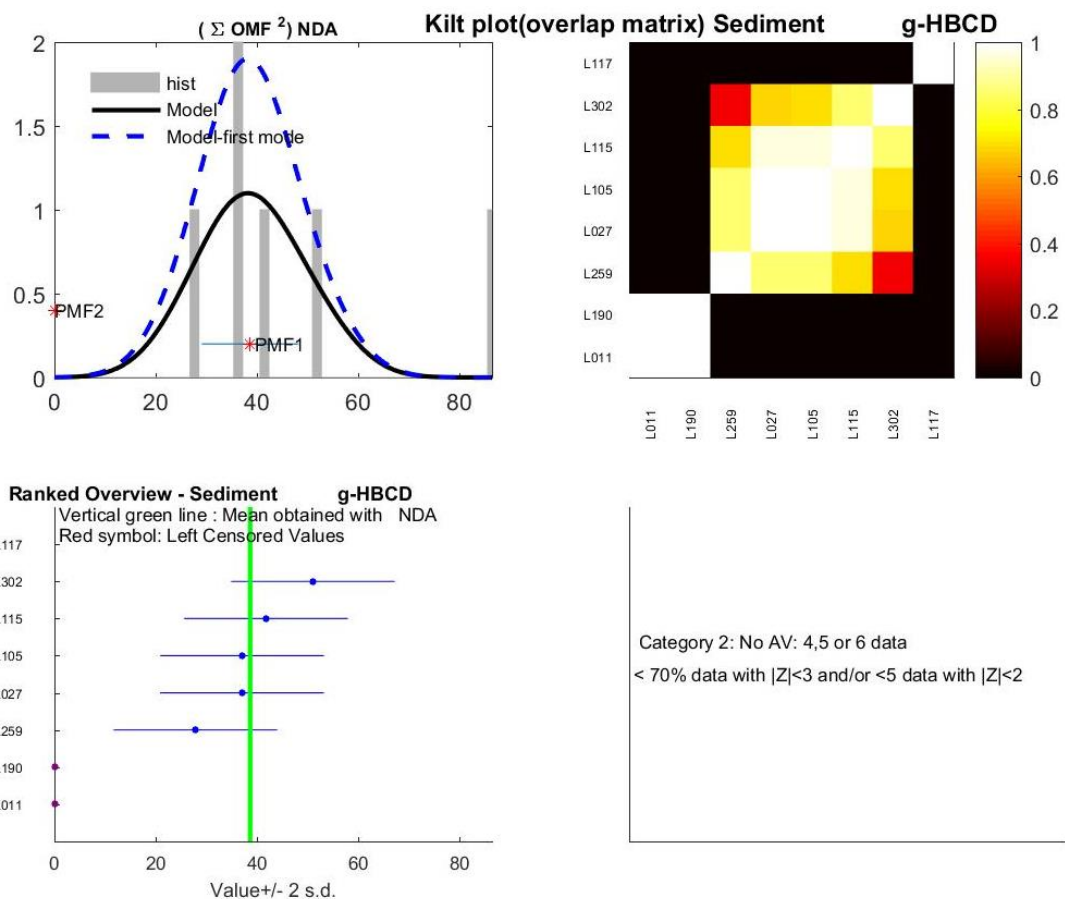 ( Σ OMF 2) NDA
Kilt plot(overlap matrix) Sediment g-HBCD
2
1.5
1
0.5
0
hist
Model
Model-first mode
PMF2
PMF1
0 20 40 60 80
L117
L302
L115
L105
L027
L259
L190
L011
L011 L190 L259 L027 L105 L115 L302 L117
1
0.8
0.6
0.4
0.2
0
Ranked Overview - Sediment g-HBCD
Vertical green line : Mean obtained with NDA
Red symbol: Left Censored Values
.117
.302
.115
.105
.027
.259
.190
.011
0 20 40 60 80
Value+/- 2 s.d.
Category 2: No AV: 4,5 or 6 data
< 70% data with |Z|<3 and/or <5 data with |Z|<2